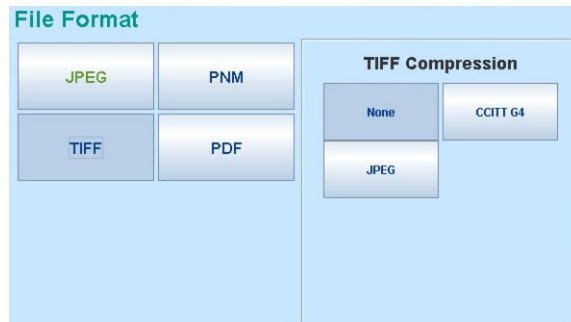 File Format
JPEG PNM
TIFF PDF
TIFF Compression
None CCITT G4
JPEG